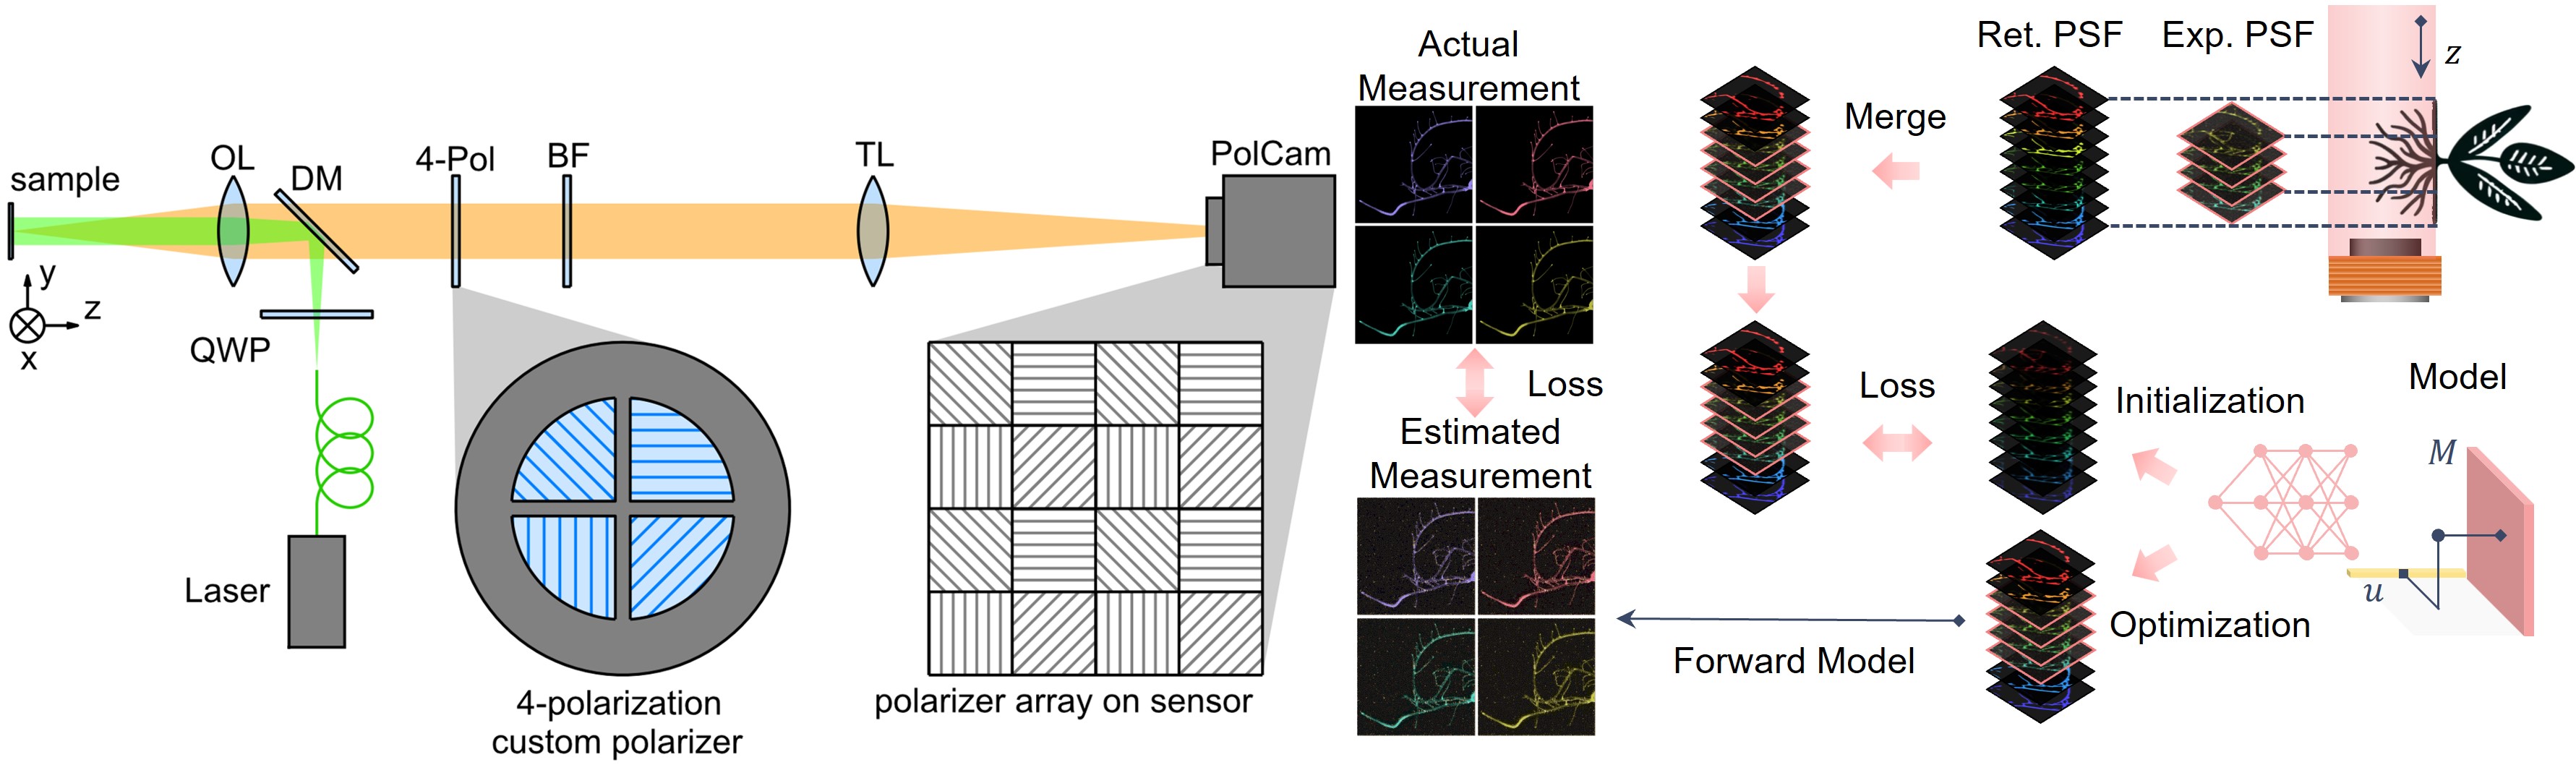 sample
OL
DM
4-Pol
BF
TL
PolCam
y
z
x
QWP
Laser
4-polarization
custom polarizer
polarizer array on sensor
Actual
Measurement
Loss
Estimated
Measurement
Merge
Ret. PSF
Exp. PSF
z
Loss
Initialization
Model
M
u
Optimization
Forward Model